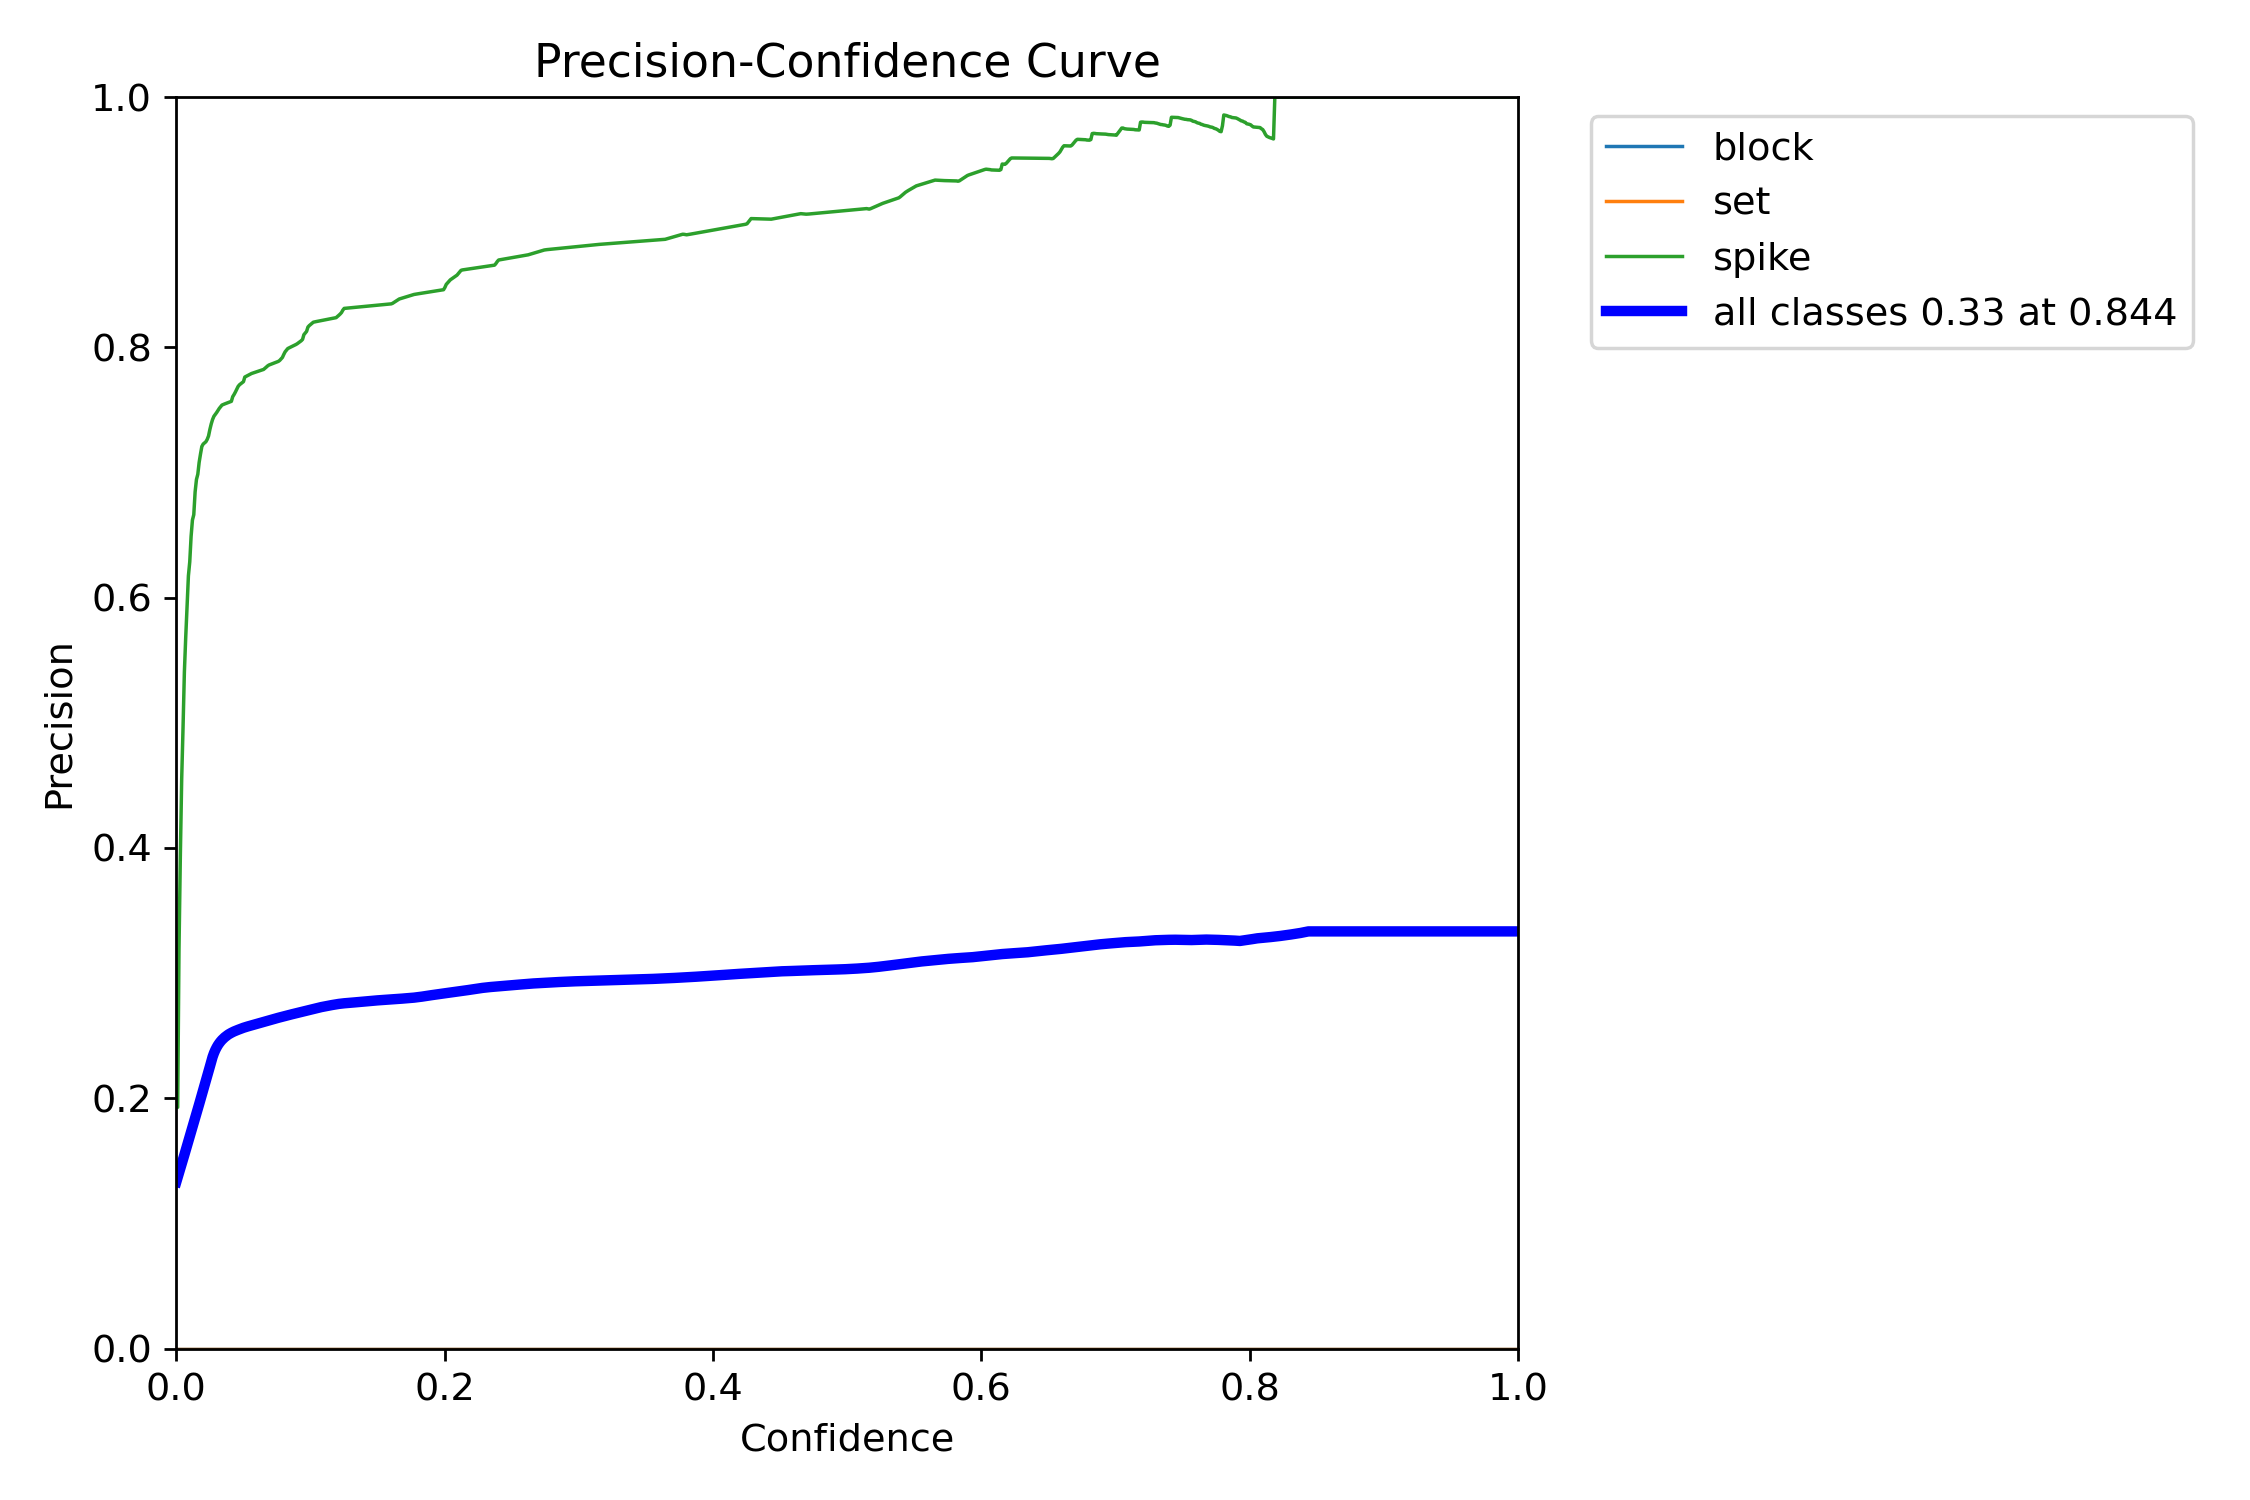 Precision-Confidence Curve
1.0
0.8
0.6
0.4
0.2
0.0
Precision
0.0 0.2 0.4 0.6 0.8 1.0
Confidence
block
set
spike
all classes 0.33 at 0.844